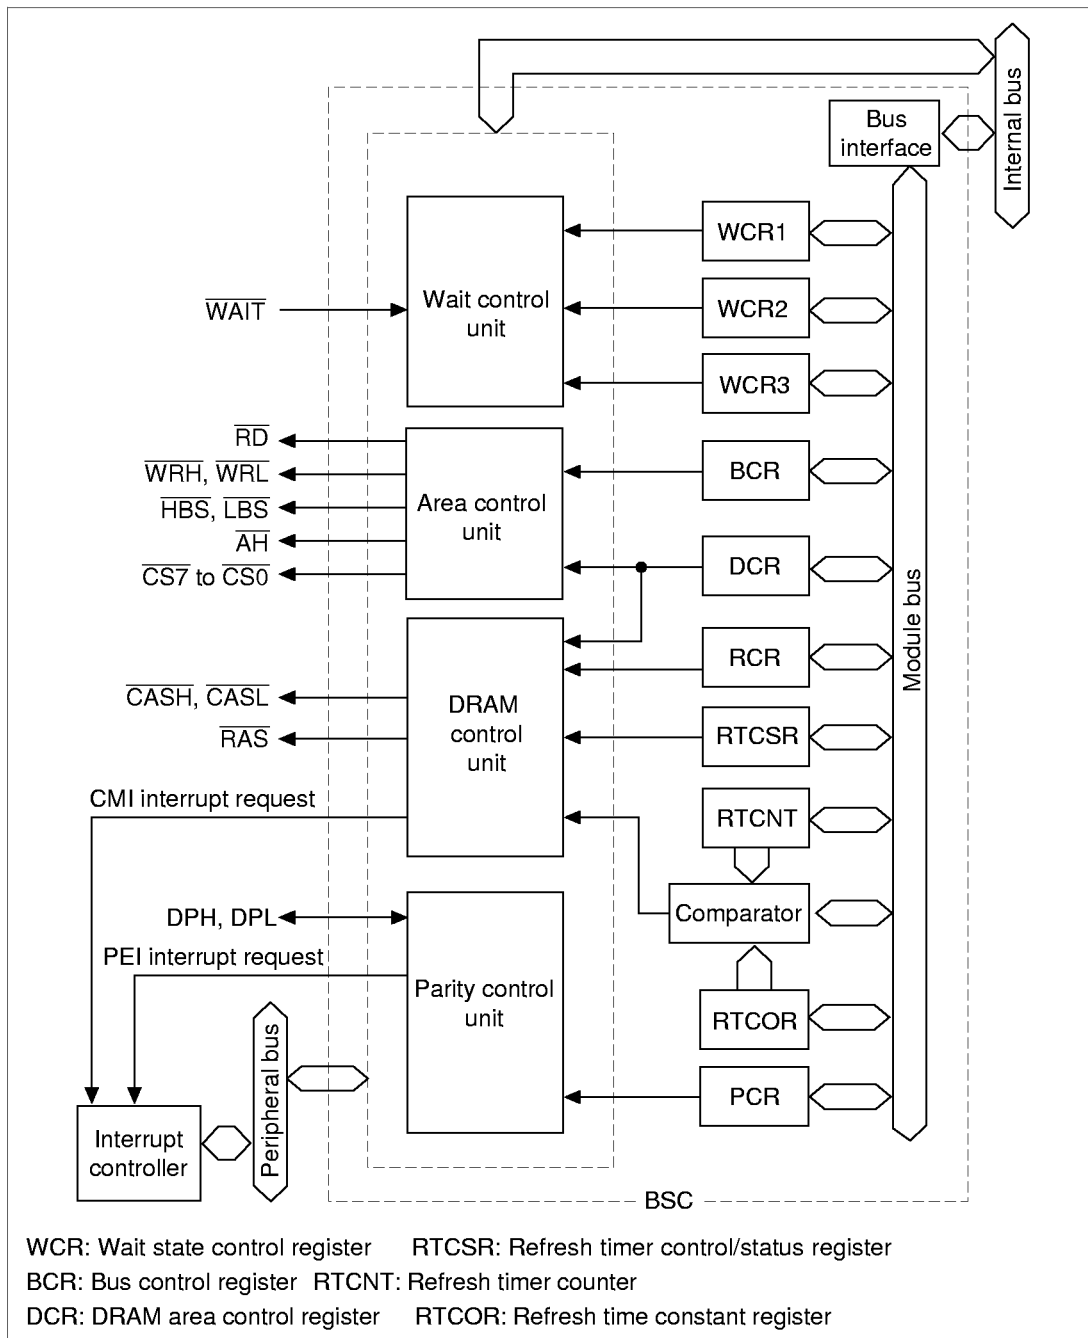 Internal bus
Bus
interface
WCR1
Wait control
unit
WAIT
WCR2
WCR3
RD
WRH, WRL
HBS, LBS
AH
CS7 to CS0
Area control
unit
BCR
DCR
Module bus
RCR
DRAM
control
unit
CASH, CASL
RAS
RTCSR
CMI interrupt request
RTCNT
Comparator
DPH, DPL
PEI interrupt request
Parity control
unit
RTCOR
PCR
Peripheral bus
Interrupt
controller
BSC
WCR: Wait state control register RTCSR: Refresh timer control/status register
BCR: Bus control register RTCNT: Refresh timer counter
DCR: DRAM area control register RTCOR: Refresh time constant register